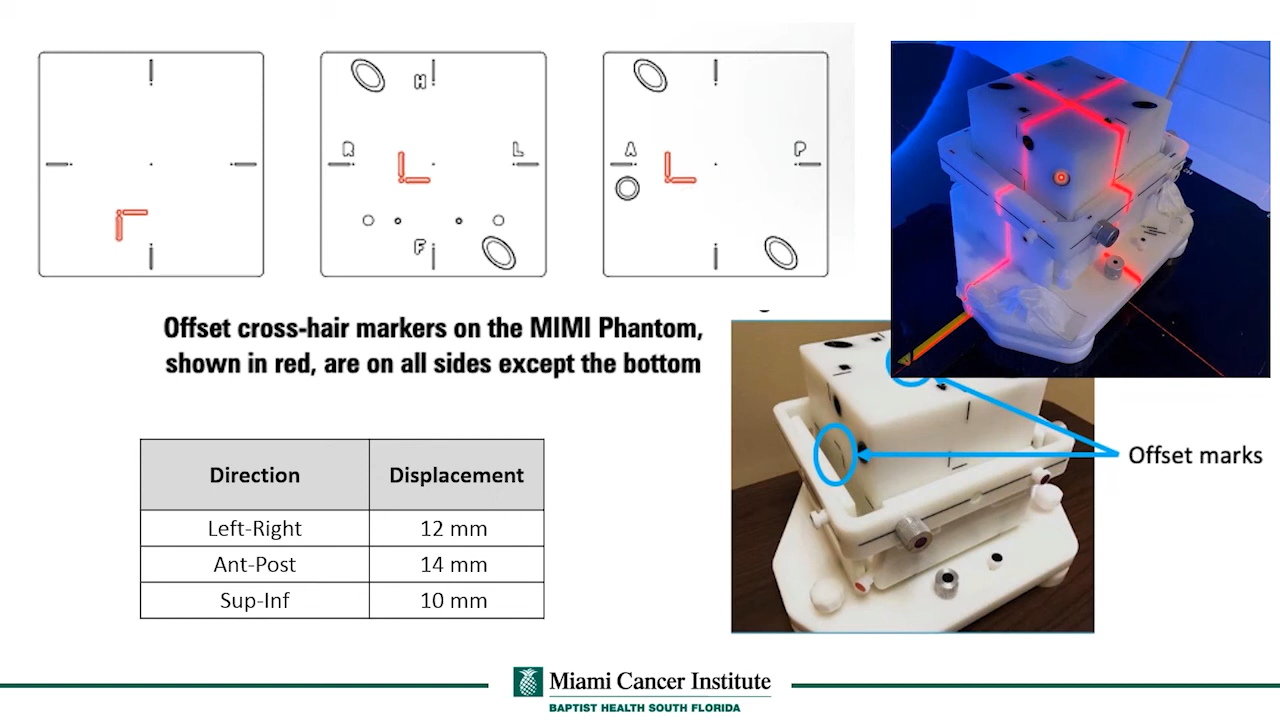 H
R L
F
A P
Offset cross-hair markers on the MIMI Phantom,
shown in red, are on all sides except the bottom
Offset marks
Direction Displacement
Left-Right 12 mm
Ant-Post 14 mm
Sup-Inf 10 mm
Miami Cancer Institute
BAPTIST HEALTH SOUTH FLORIDA